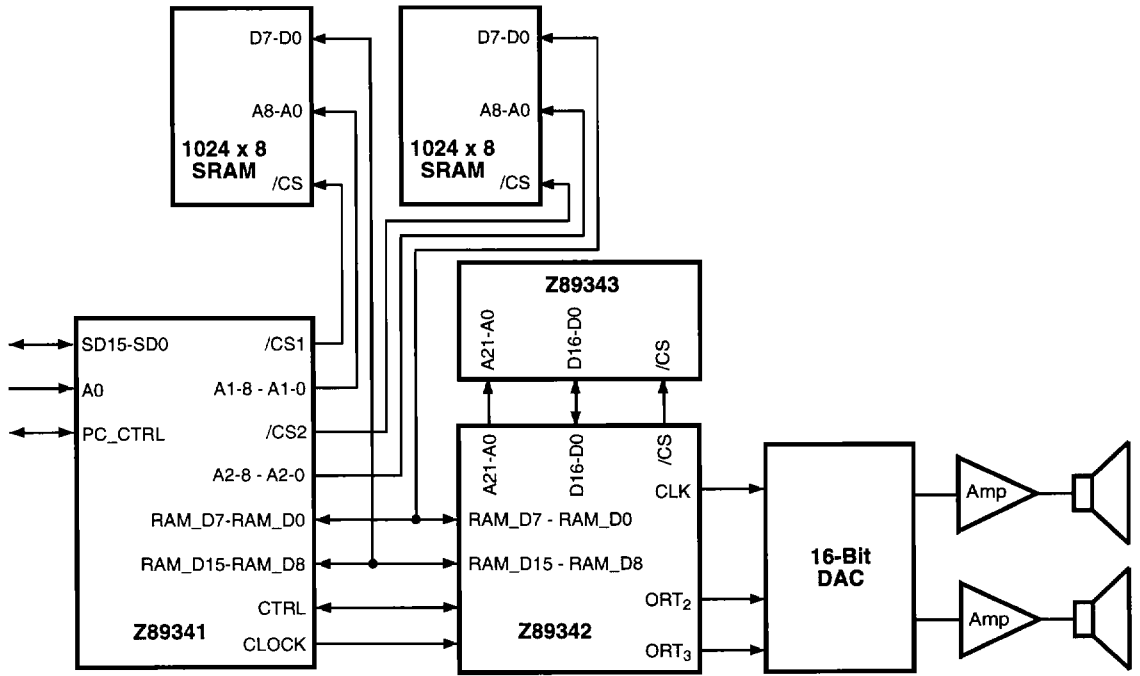 D7-D0
A8-A0
1024 x 8
SRAM
/CS
D7-D0
A8-A0
1024 x 8
SRAM
/CS
Z89343
A21-A0
D16-D0
/CS
SD15-SD0
A0
PC_CTRL
/CS1
A1-8 - A1-0
/CS2
A2-8 - A2-0
RAM_D7-RAM_D0
RAM_D15-RAM_D8
CTRL
Z89341
CLOCK
A21-A0
D16-D0
/CS
CLK
RAM_D7 - RAM_D0
RAM_D15 - RAM_D8
ORT2
Z89342
ORT3
16-Bit
DAC
Amp
Amp